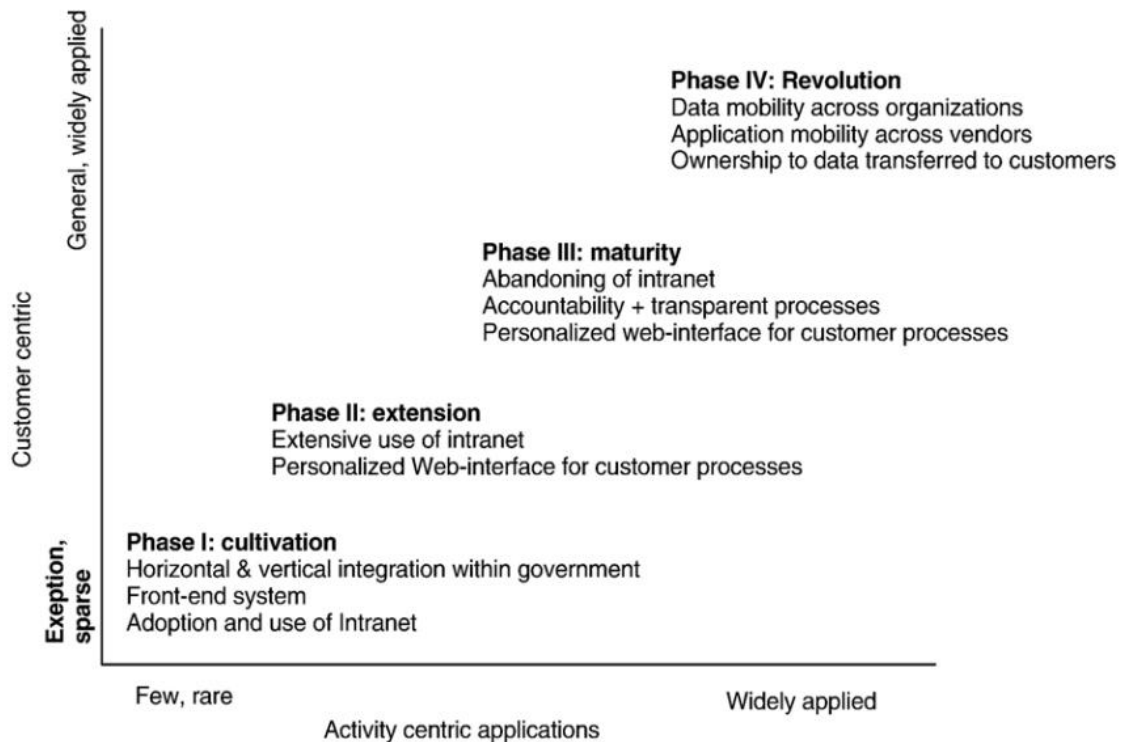 General, widely applied
Customer centric
Exeption,
sparse
Phase IV: Revolution
Data mobility across organizations
Application mobility across vendors
Ownership to data transferred to customers
Phase III: maturity
Abandoning of intranet
Accountability + transparent processes
Personalized web-interface for customer processes
Phase II: extension
Extensive use of intranet
Personalized Web-interface for customer processes
Phase I: cultivation
Horizontal & vertical integration within government
Front-end system
Adoption and use of Intranet
Few, rare
Widely applied
Activity centric applications